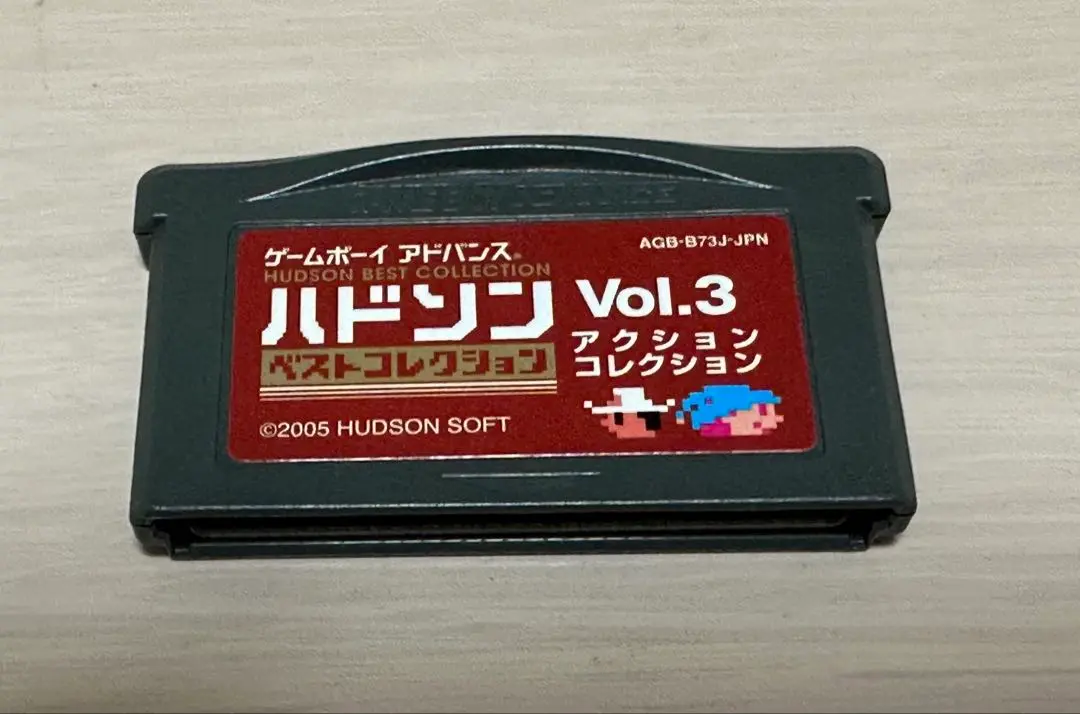 ゲームボーイ アドバンス®
AGB-B73J-JPN
HUDSON BEST COLLECTION
ハドソン
Vol.3
ベストコレクション
アクション
コレクション
©2005 HUDSON SOFT